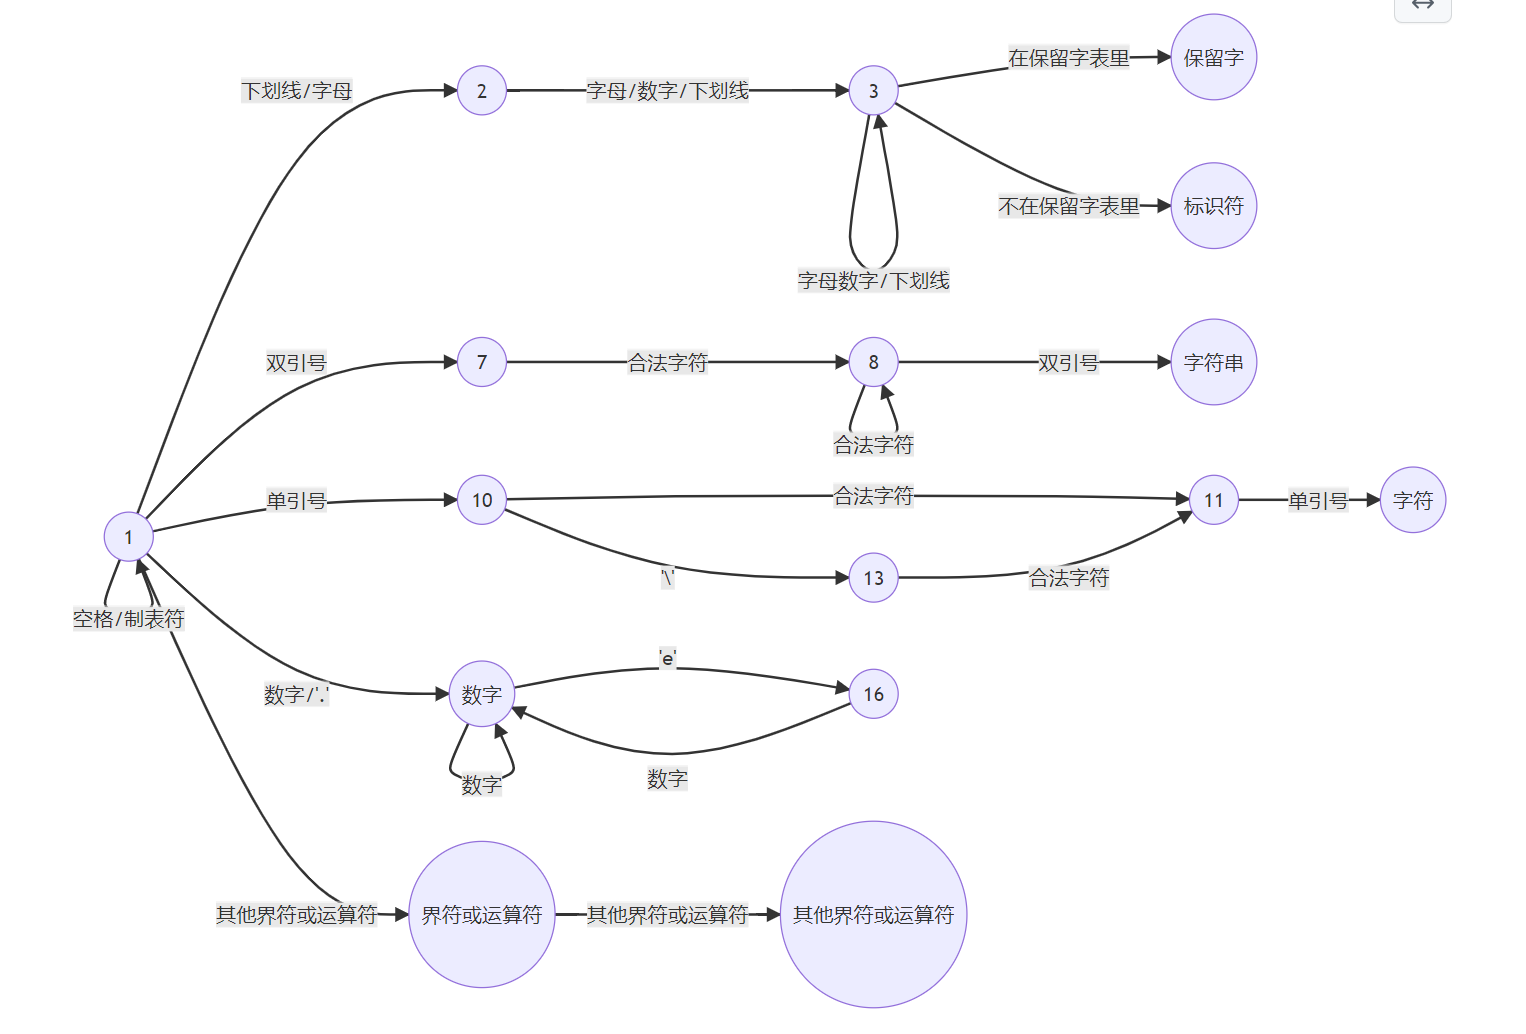 在保留字表里
保留字
下划线/字母
2
字母/数字/下划线
3
不在保留字表里
标识符
字母数字/下划线
双引号
7
合法字符
8
双引号
字符串
合法字符
单引号
10
合法字符
11
单引号
字符
1
'\'
13
合法字符
空格/制表符
'e'
数字/'.'
数字
16
数字
数字
其他界符或运算符
界符或运算符
其他界符或运算符
其他界符或运算符